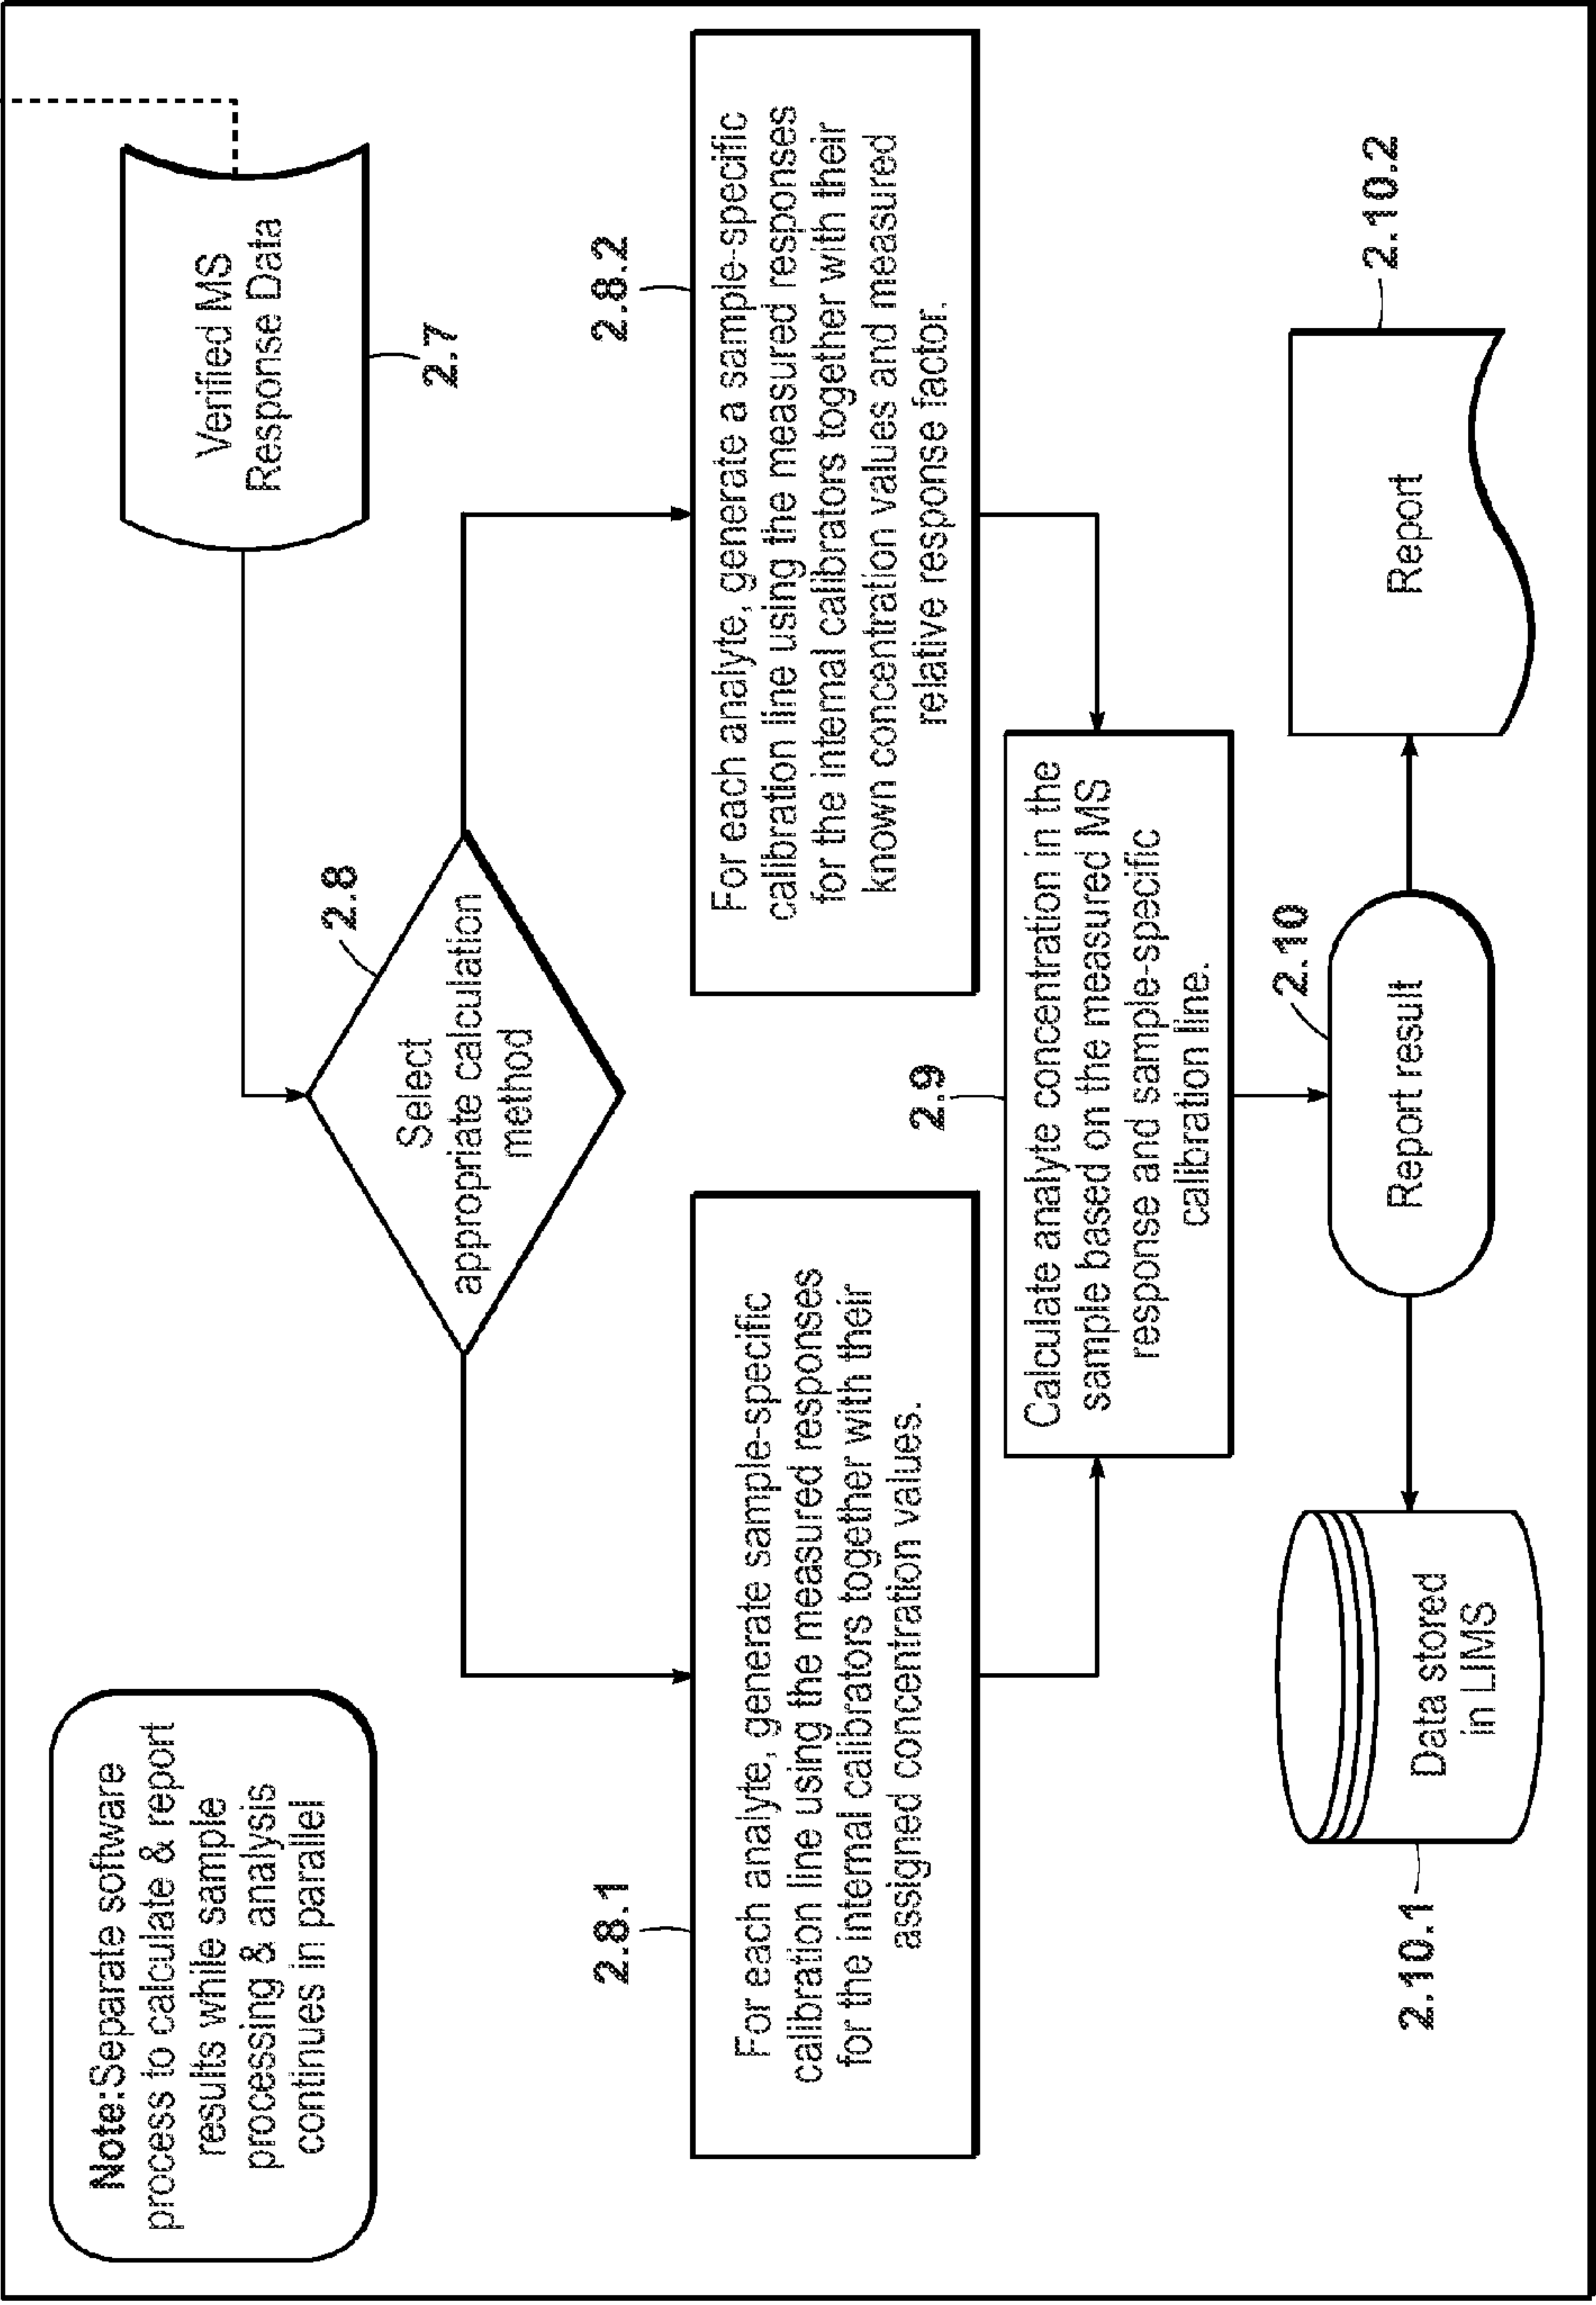 Note:Separate software
process to calculate & report
results while sample
processing & analysis
continues in parallel
Verified MS
Response Data
2.7
2.8
Select
appropriate calculation
method
2.8.1
For each analyte, generate sample-specific
calibration line using the measured responses
for the internal calibrators together with their
assigned concentration values.
2.8.2
For each analyte, generate a sample-specific
calibration line using the measured responses
for the internal calibrators together with their
known concentration values and measured
relative response factor.
2.9
Calculate analyte concentration in the
sample based on the measured MS
response and sample-specific
calibration line.
2.10
Report result
2.10.1
Data stored
in LIMS
Report
2.10.2